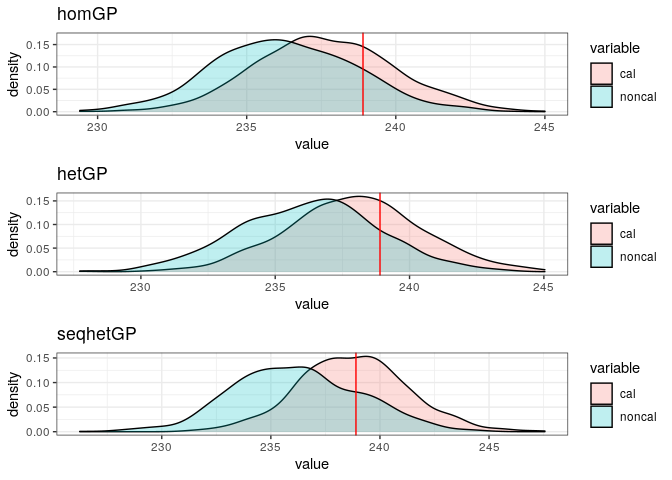 homGP
density
0.15
0.10
0.05
0.00
230
235
240
245
value
variable
cal
noncal
hetGP
density
0.15
0.10
0.05
0.00
230
235
240
245
value
variable
cal
noncal
seqhetGP
density
0.15
0.10
0.05
0.00
230
235
240
245
value
variable
cal
noncal